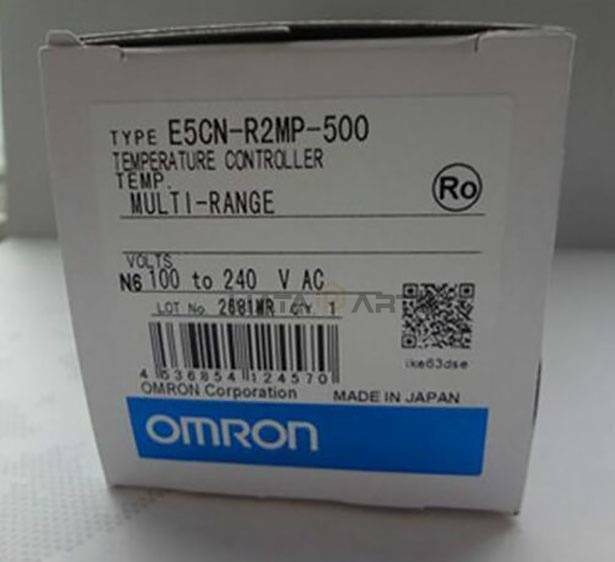 TYPE E5CN-R2MP-500
TEMPERATURE CONTROLLER
TEMP.
MULTI-RANGE
Ro
VOLTS
N6 100 to 240 V AC
LOT No. QTY. 1
4 536854 124570
ike63dse
OMRON Corporation
MADE IN JAPAN
OMRON